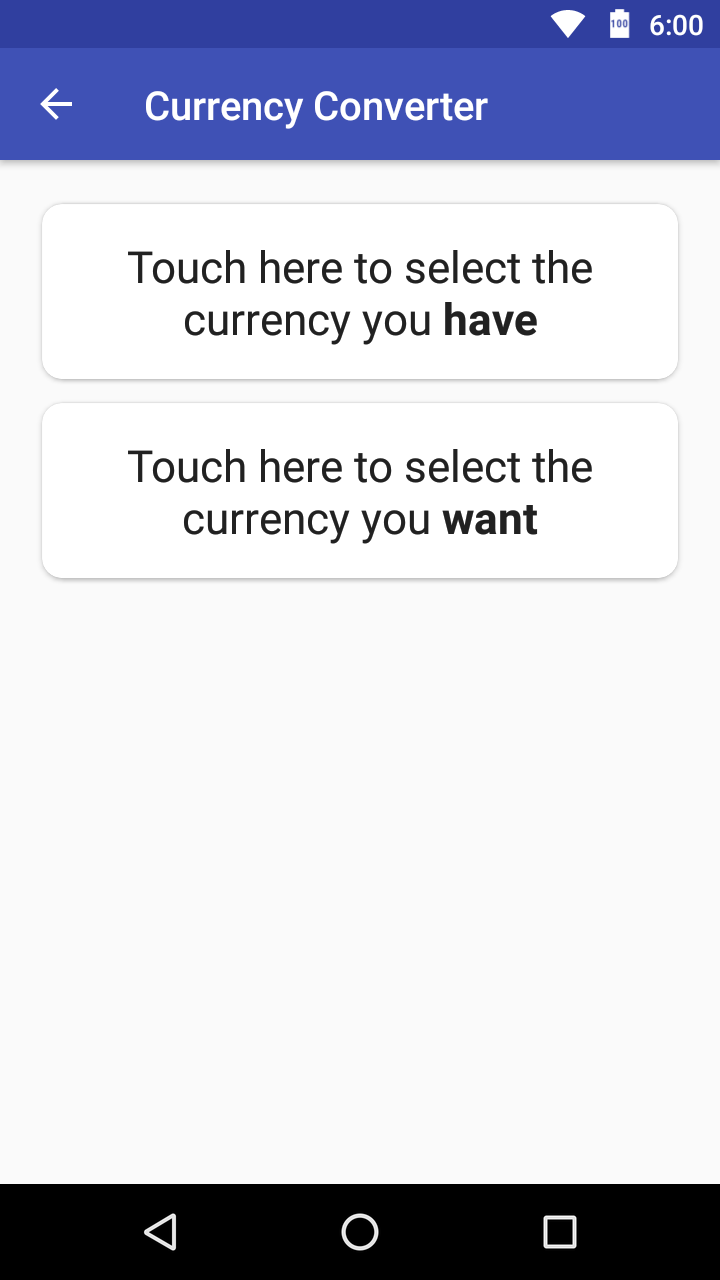 100 6:00
Currency Converter
Touch here to select the
currency you have
Touch here to select the
currency you want